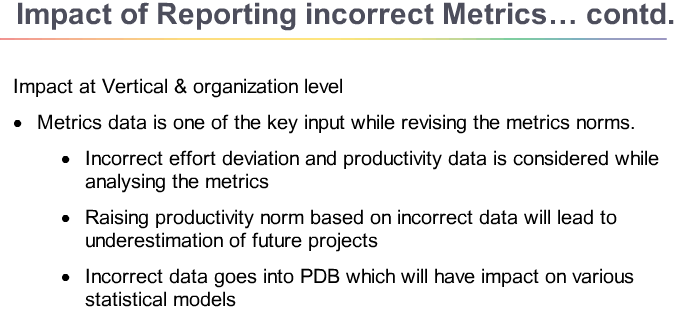 Impact of Reporting incorrect Metrics... contd.
Impact at Vertical & organization level
• Metrics data is one of the key input while revising the metrics norms.
• Incorrect effort deviation and productivity data is considered while
analysing the metrics
• Raising productivity norm based on incorrect data will lead to
underestimation of future projects
• Incorrect data goes into PDB which will have impact on various
statistical models